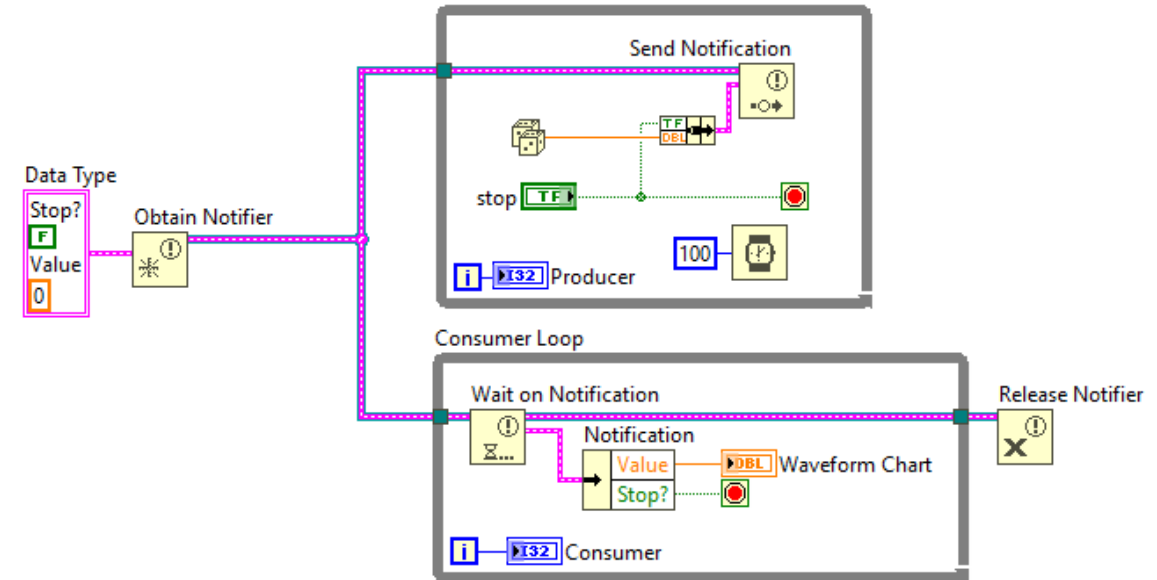 Send Notification
TF
DBL
Data Type
Stop?
F
Value
0
Obtain Notifier
stop TF
100
i I32 Producer
Consumer Loop
Wait on Notification
Release Notifier
Notification
Value DBL Waveform Chart
Stop?
i I32 Consumer